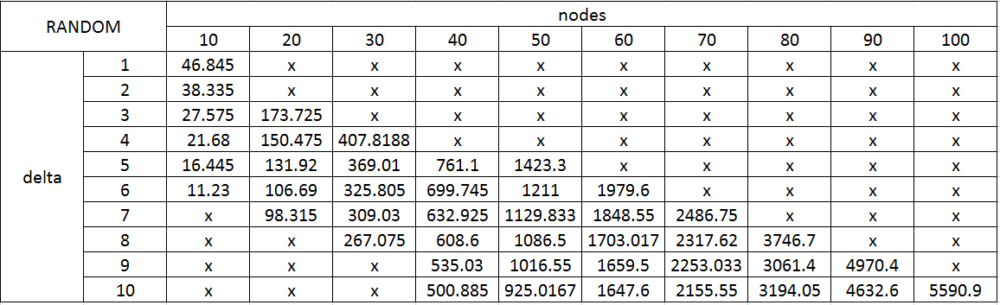 RANDOM nodes
10 20 30 40 50 60 70 80 90 100
delta
1 46.845 x x x x x x x x x
2 38.335 x x x x x x x x x
3 27.575 173.725 x x x x x x x x
4 21.68 150.475 407.8188 x x x x x x x
5 16.445 131.92 369.01 761.1 1423.3 x x x x x
6 11.23 106.69 325.805 699.745 1211 1979.6 x x x x
7 x 98.315 309.03 632.925 1129.833 1848.55 2486.75 x x x
8 x x 267.075 608.6 1086.5 1703.017 2317.62 3746.7 x x
9 x x x 535.03 1016.55 1659.5 2253.033 3061.4 4970.4 x
10 x x x 500.885 925.0167 1647.6 2155.55 3194.05 4632.6 5590.9